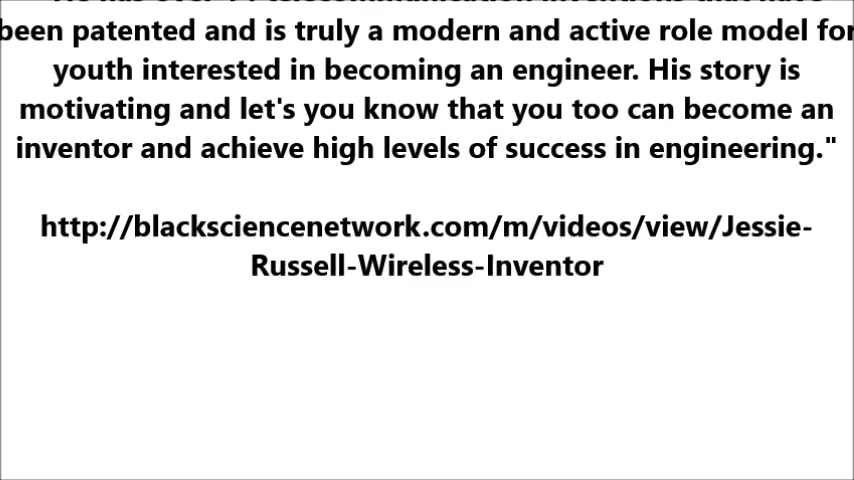 been patented and is truly a modern and active role model for
youth interested in becoming an engineer. His story is
motivating and let's you know that you too can become an
inventor and achieve high levels of success in engineering."

http://blacksciencenetwork.com/m/videos/view/Jessie-
Russell-Wireless-Inventor